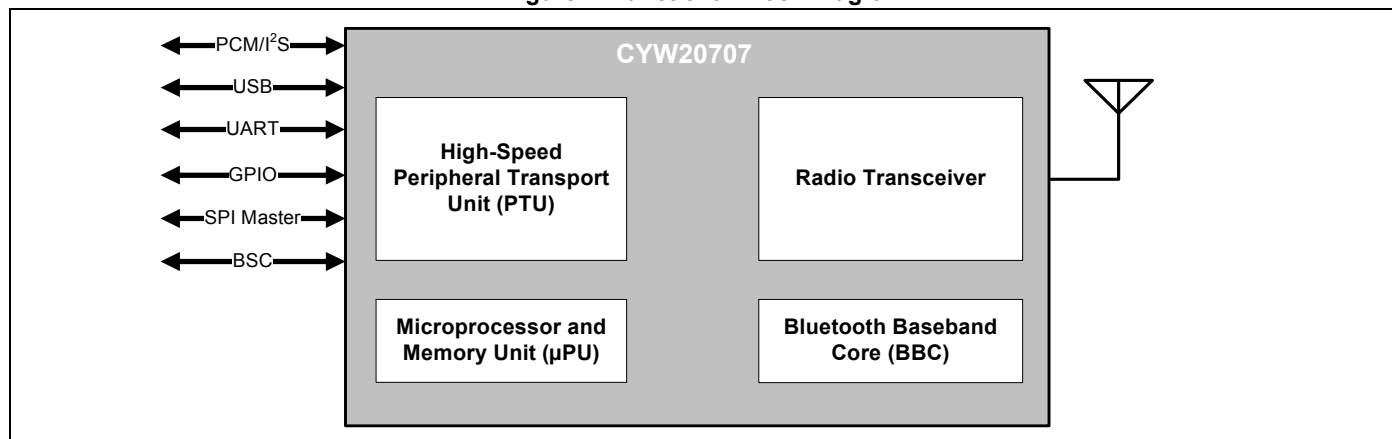 PCM/I²S
USB
UART
GPIO
SPI Master
BSC
CYW20707
High-Speed
Peripheral Transport
Unit (PTU)
Radio Transceiver
Microprocessor and
Memory Unit (µPU)
Bluetooth Baseband
Core (BBC)